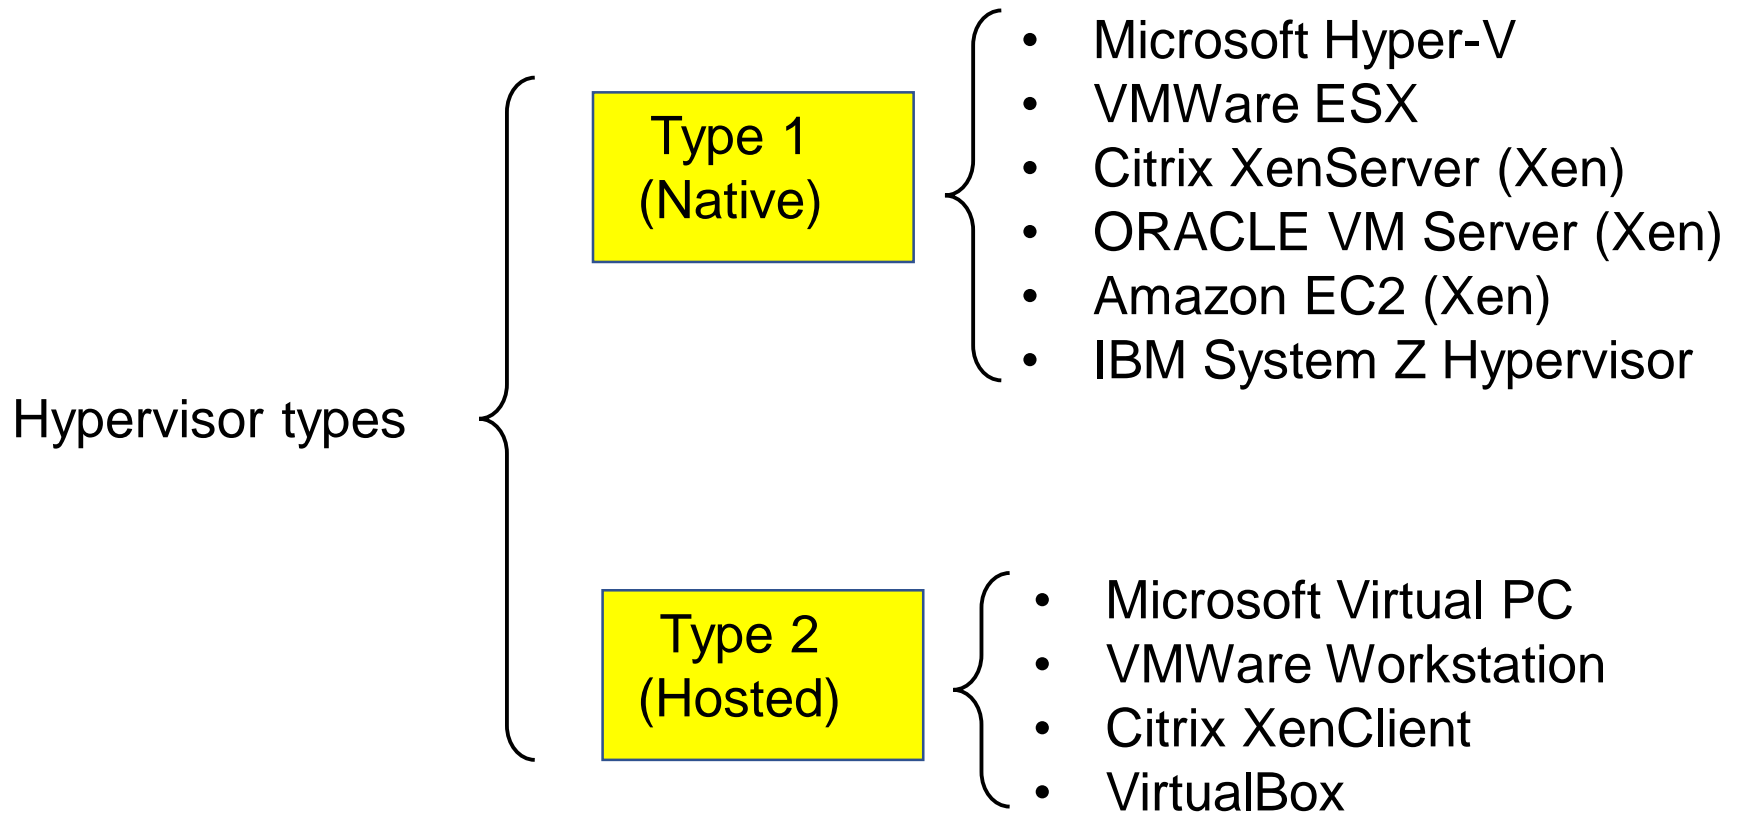 Hypervisor types
Type 1
(Native)
• Microsoft Hyper-V
• VMWare ESX
• Citrix XenServer (Xen)
• ORACLE VM Server (Xen)
• Amazon EC2 (Xen)
• IBM System Z Hypervisor
Type 2
(Hosted)
• Microsoft Virtual PC
• VMWare Workstation
• Citrix XenClient
• VirtualBox